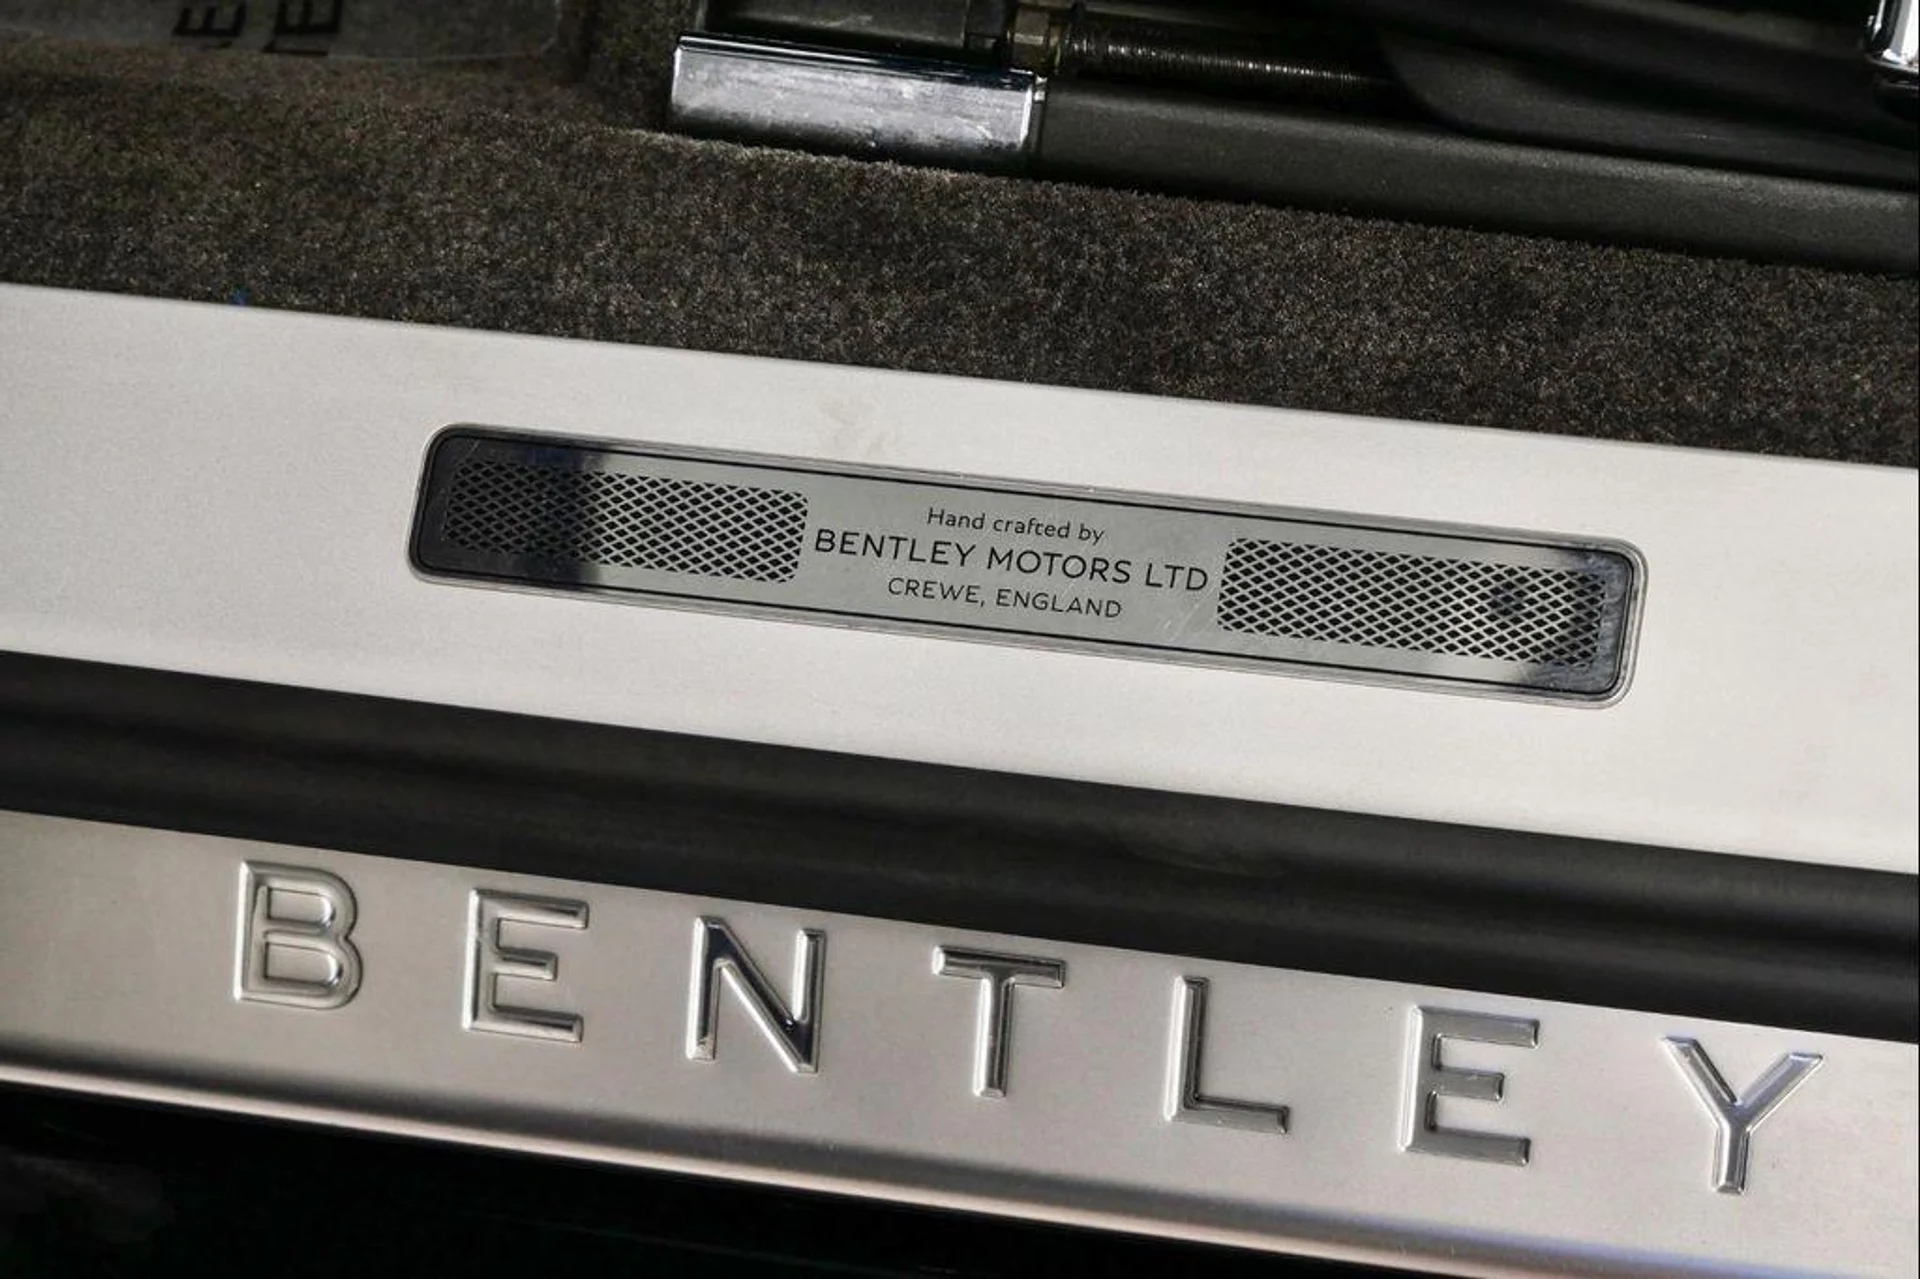 Hand crafted by
BENTLEY MOTORS LTD
CREWE, ENGLAND
BENTLEY